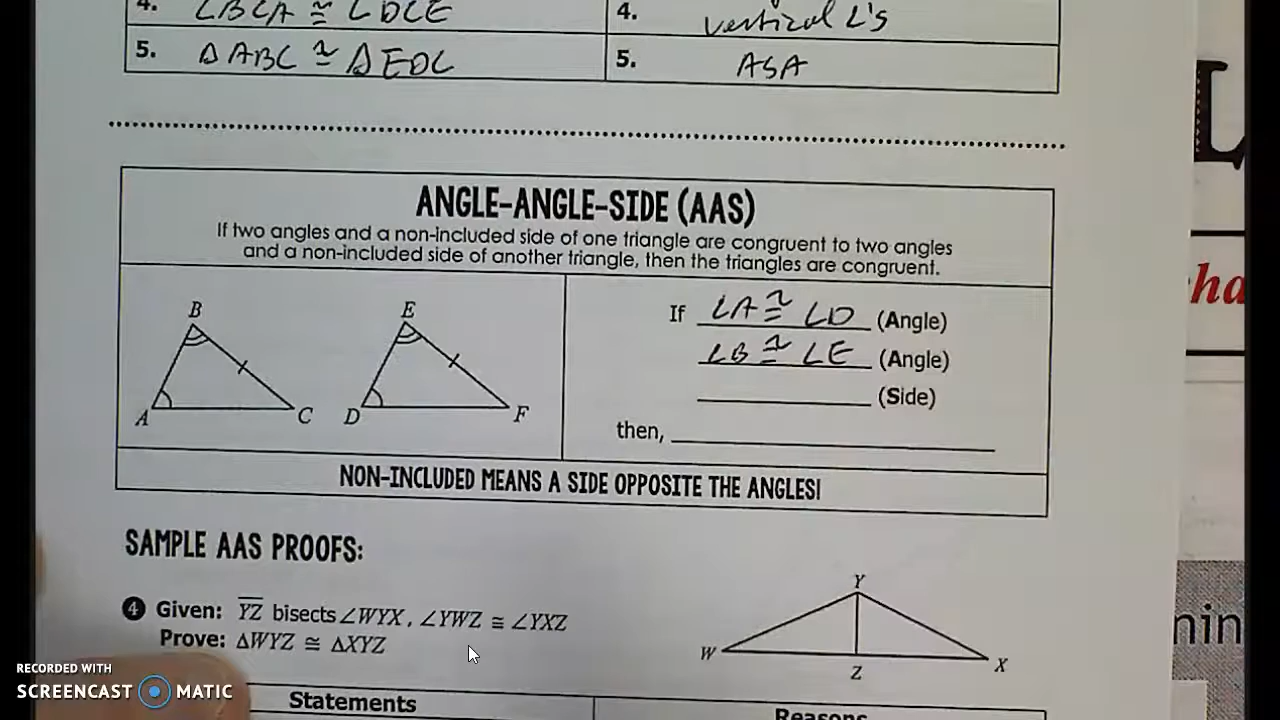 4. ∠BCA ≅ ∠DCE 4. vertical ∠'s
5. ΔABC ≅ ΔEDC 5. ASA
ANGLE-ANGLE-SIDE (AAS)
If two angles and a non-included side of one triangle are congruent to two angles
and a non-included side of another triangle, then the triangles are congruent.
B E
A C D F
If ∠A ≅ ∠D (Angle)
∠B ≅ ∠E (Angle)
(Side)
then,
NON-INCLUDED MEANS A SIDE OPPOSITE THE ANGLES!
SAMPLE AAS PROOFS:
4 Given: YZ bisects ∠WYX, ∠YWZ ≅ ∠YXZ
Prove: ΔWYZ ≅ ΔXYZ
Y
W Z X
Statements Reasons
RECORDED WITH
SCREENCAST MATIC